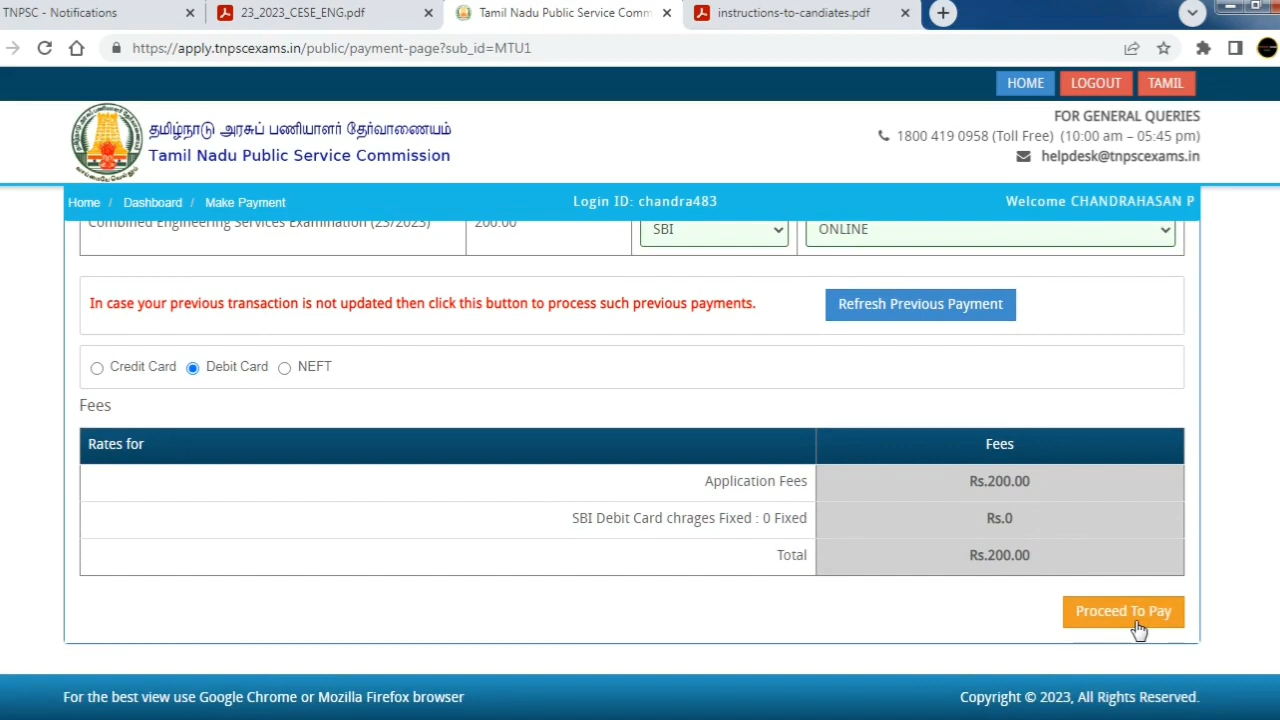 TNPSC - Notifications
23_2023_CESE_ENG.pdf
Tamil Nadu Public Service Comm
instructions-to-candiates.pdf
https://apply.tnpscexams.in/public/payment-page?sub_id=MTU1
HOME
LOGOUT
TAMIL
தமிழ்நாடு அரசுப் பணியாளர் தேர்வாணையம்
Tamil Nadu Public Service Commission
FOR GENERAL QUERIES
1800 419 0958 (Toll Free) (10:00 am – 05:45 pm)
helpdesk@tnpscexams.in
Home / Dashboard / Make Payment
Login ID: chandra483
Welcome CHANDRAHASAN P
Combined Engineering Services Examination (23/2023)
200.00
SBI
ONLINE
In case your previous transaction is not updated then click this button to process such previous payments.
Refresh Previous Payment
Credit Card
Debit Card
NEFT
Fees
Rates for
Fees
Application Fees
Rs.200.00
SBI Debit Card chrages Fixed : 0 Fixed
Rs.0
Total
Rs.200.00
Proceed To Pay
For the best view use Google Chrome or Mozilla Firefox browser
Copyright © 2023, All Rights Reserved.